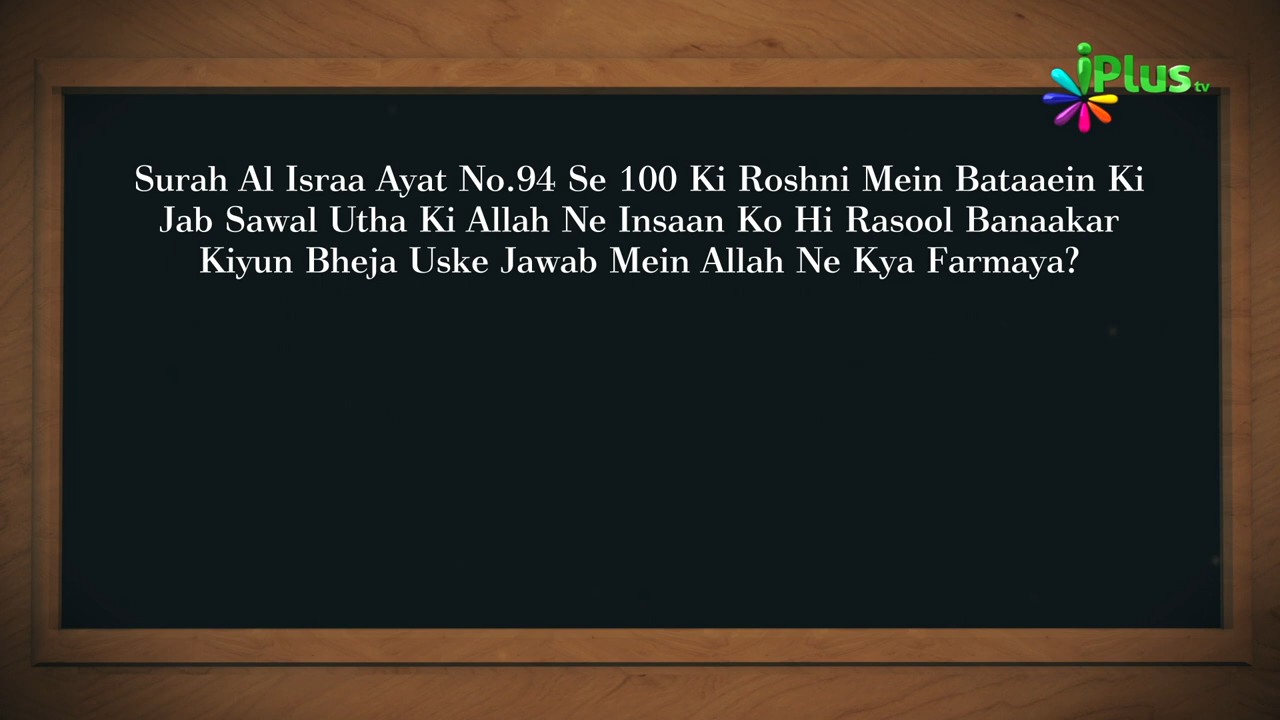 iPlus tv
Surah Al Israa Ayat No.94 Se 100 Ki Roshni Mein Bataaein Ki
Jab Sawal Utha Ki Allah Ne Insaan Ko Hi Rasool Banaakar
Kiyun Bheja Uske Jawab Mein Allah Ne Kya Farmaya?